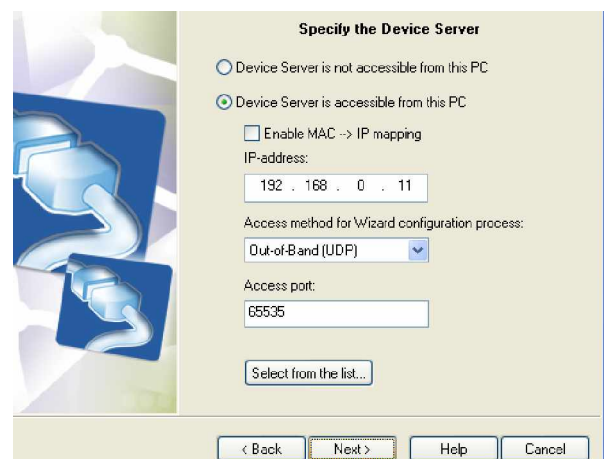 Specify the Device Server
Device Server is not accessible from this PC
Device Server is accessible from this PC
Enable MAC --> IP mapping
IP-address:
192 . 168 . 0 . 11
Access method for Wizard configuration process:
Out-of-Band (UDP)
Access port:
65535
Select from the list...
< Back Next > Help Cancel